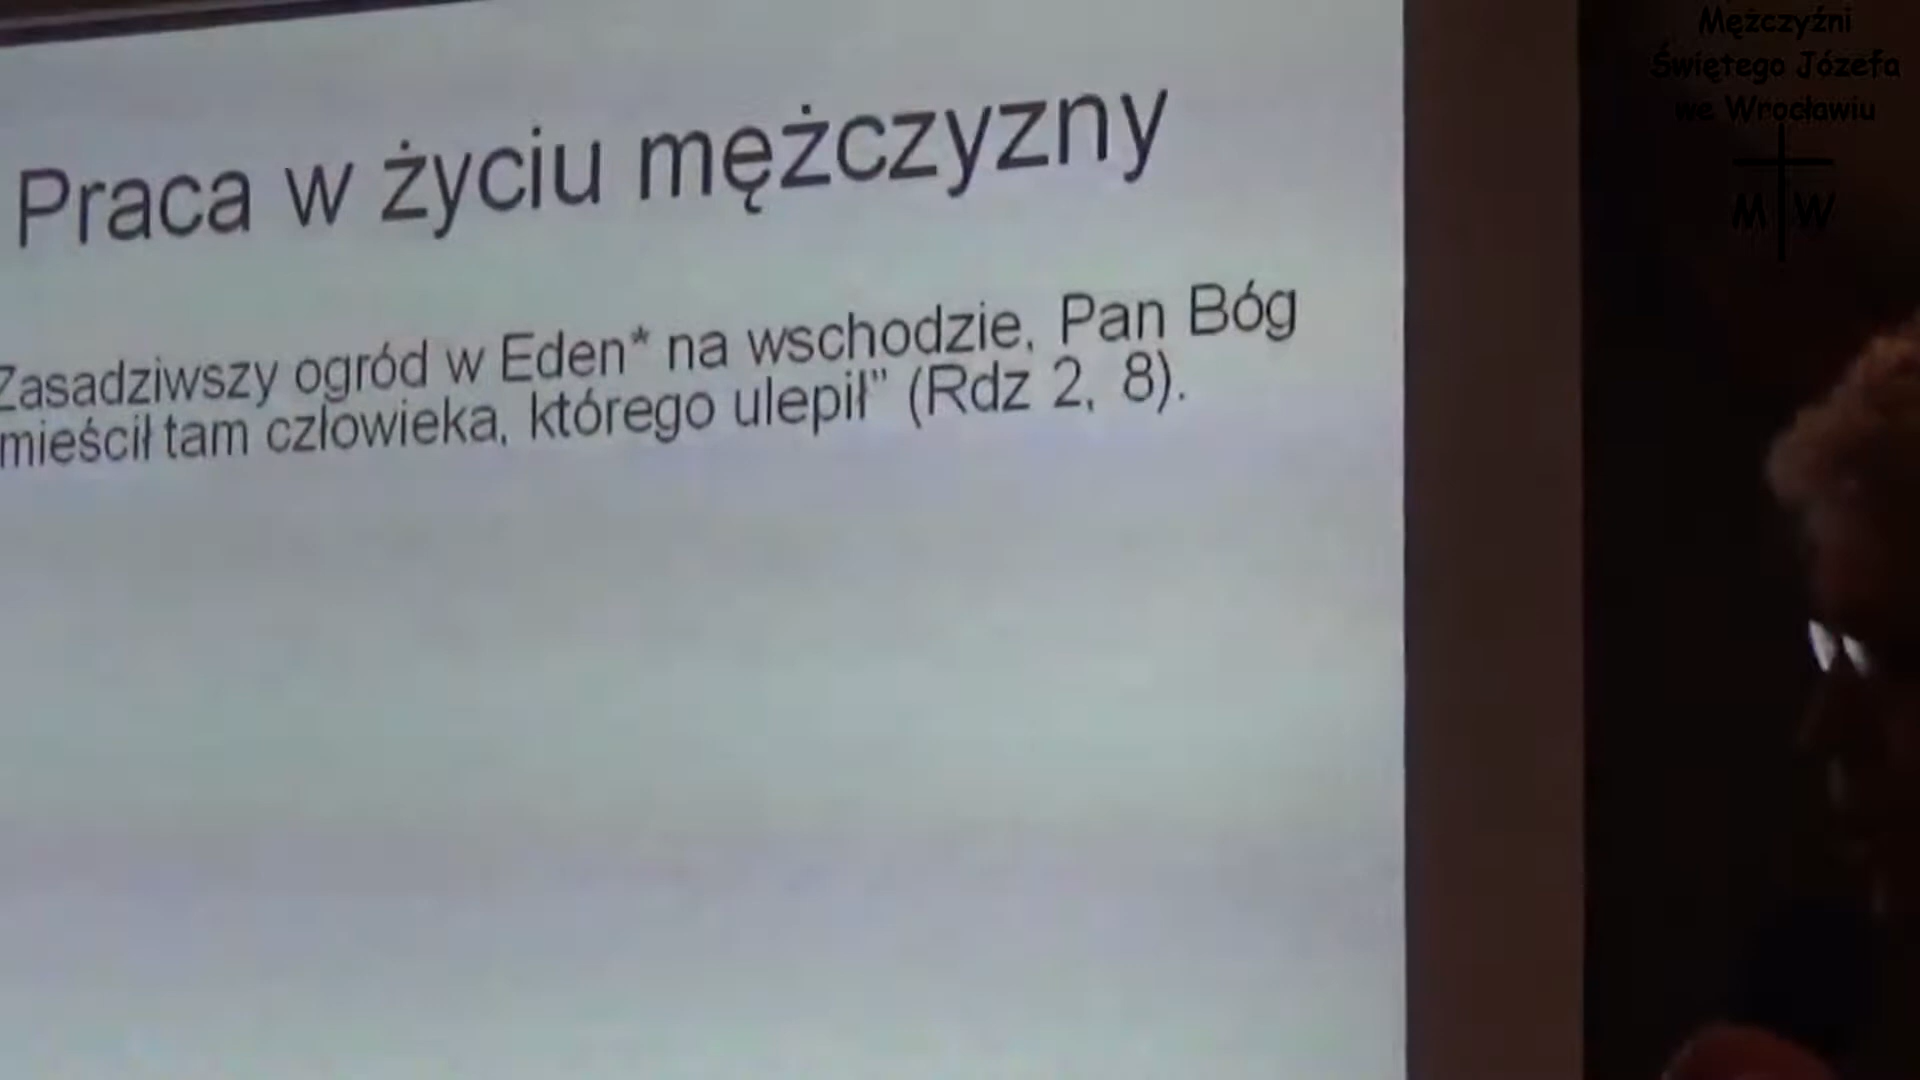 Mężczyźni
Świętego Józefa
we Wrocławiu
M W
Praca w życiu mężczyzny
Zasadziwszy ogród w Eden* na wschodzie, Pan Bóg
mieścił tam człowieka, którego ulepił” (Rdz 2, 8).